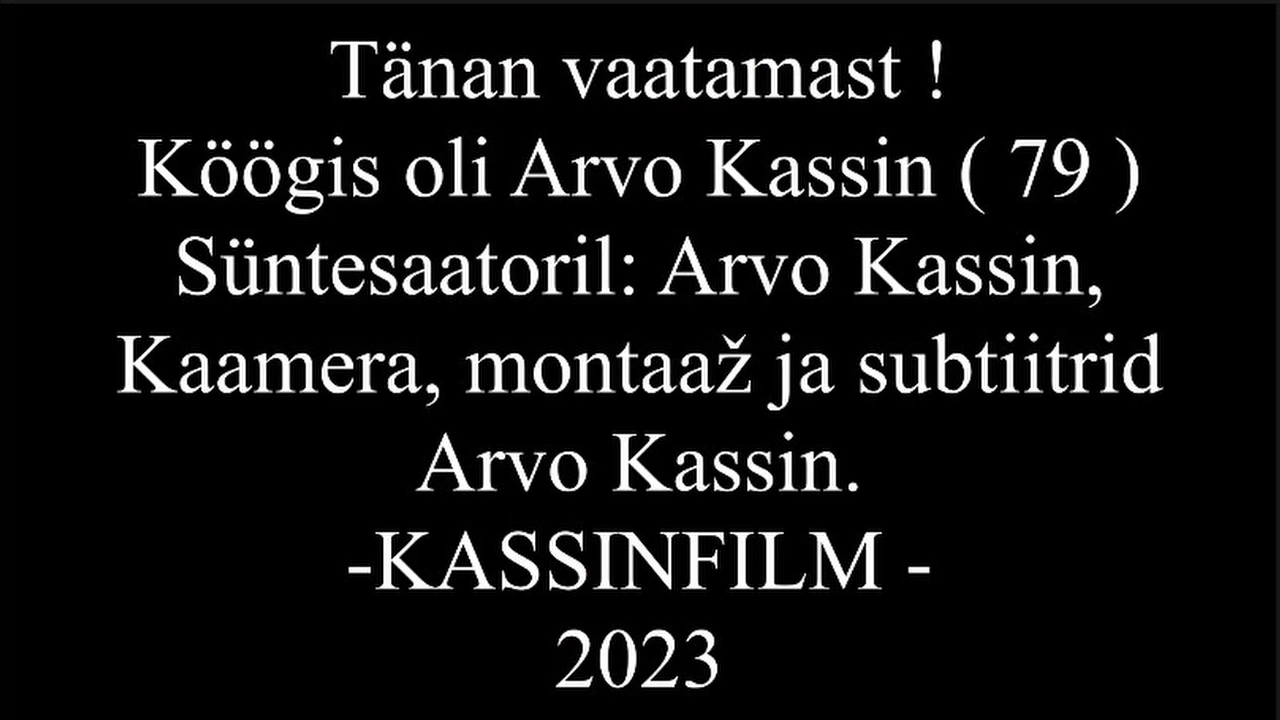 Tänan vaatamast !
Köögis oli Arvo Kassin ( 79 )
Süntesaatoril: Arvo Kassin,
Kaamera, montaaž ja subtiitrid
Arvo Kassin.
-KASSINFILM -
2023